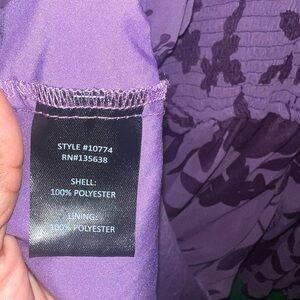 STYLE #10774
RN#135638
SHELL:
100% POLYESTER
LINING:
100% POLYESTER